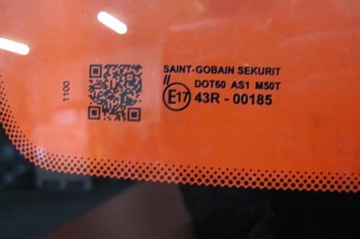 SAINT-GOBAIN SEKURIT
//
DOT60 AS1 M50T
E17 43R - 00185
1100